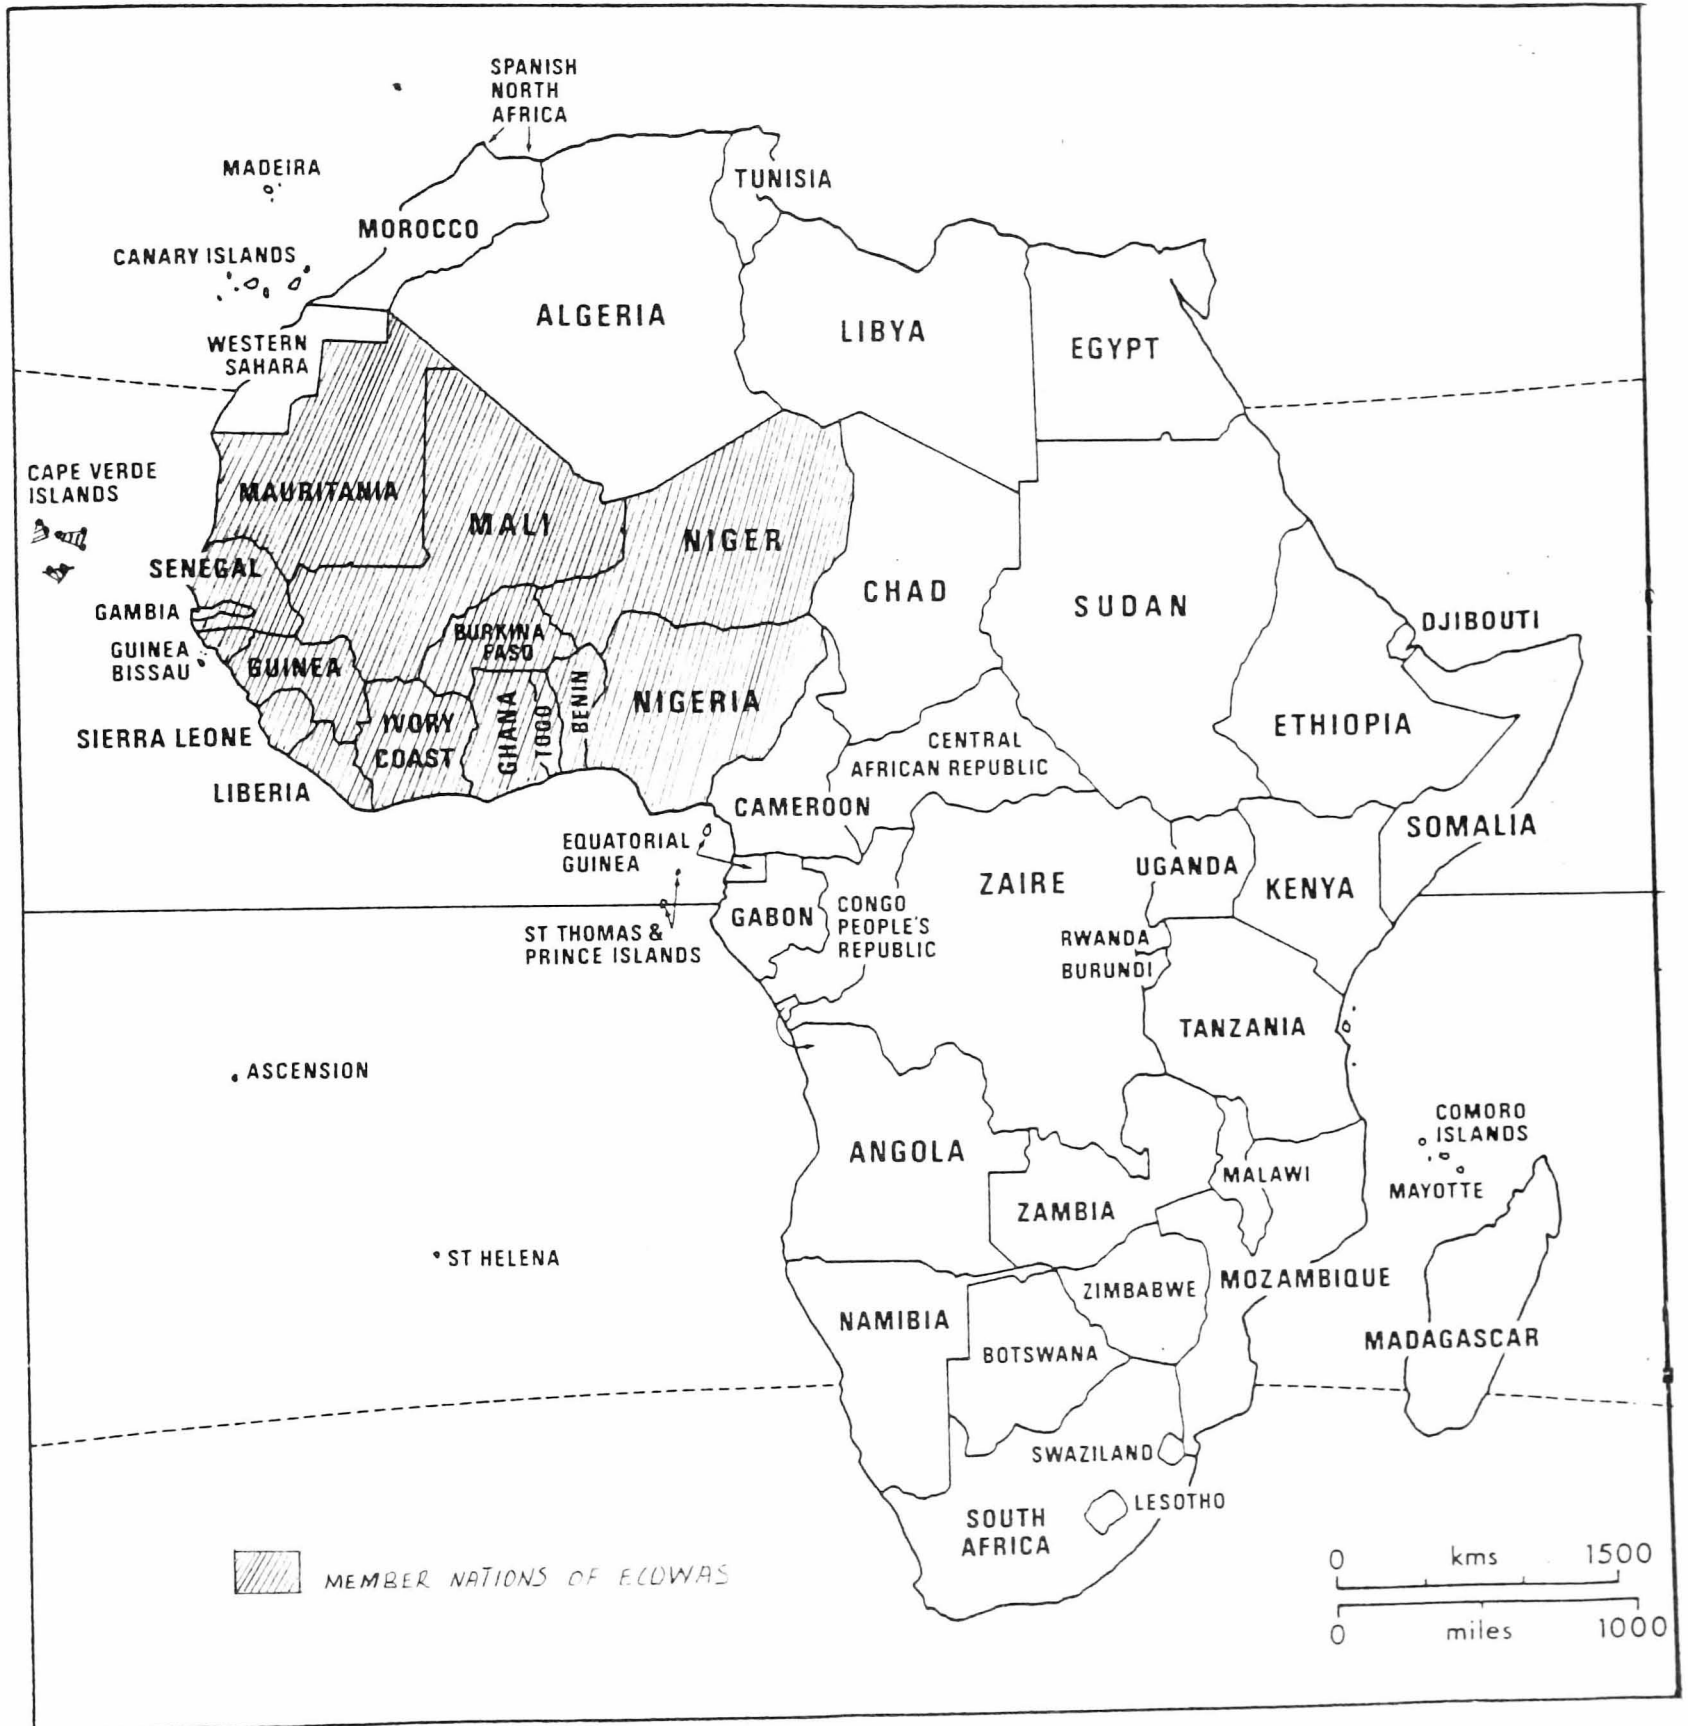 SPANISH
NORTH
AFRICA
MADEIRA
TUNISIA
MOROCCO
CANARY ISLANDS
ALGERIA
LIBYA
EGYPT
WESTERN
SAHARA
CAPE VERDE
ISLANDS
MAURITANIA
MALI
NIGER
CHAD
SUDAN
SENEGAL
GAMBIA
DJIBOUTI
GUINEA
BISSAU
BURKINA
FASO
GUINEA
NIGERIA
BENIN
TOGO
GHANA
IVORY
COAST
ETHIOPIA
SIERRA LEONE
CENTRAL
AFRICAN REPUBLIC
LIBERIA
CAMEROON
SOMALIA
EQUATORIAL
GUINEA
ZAIRE
UGANDA
KENYA
GABON
CONGO
PEOPLE'S
REPUBLIC
ST THOMAS &
PRINCE ISLANDS
RWANDA
BURUNDI
TANZANIA
ASCENSION
COMORO
ISLANDS
ANGOLA
MALAWI
MAYOTTE
ZAMBIA
ST HELENA
ZIMBABWE
MOZAMBIQUE
NAMIBIA
BOTSWANA
MADAGASCAR
SWAZILAND
LESOTHO
SOUTH
AFRICA
MEMBER NATIONS OF ECOWAS
0 kms 1500
0 miles 1000